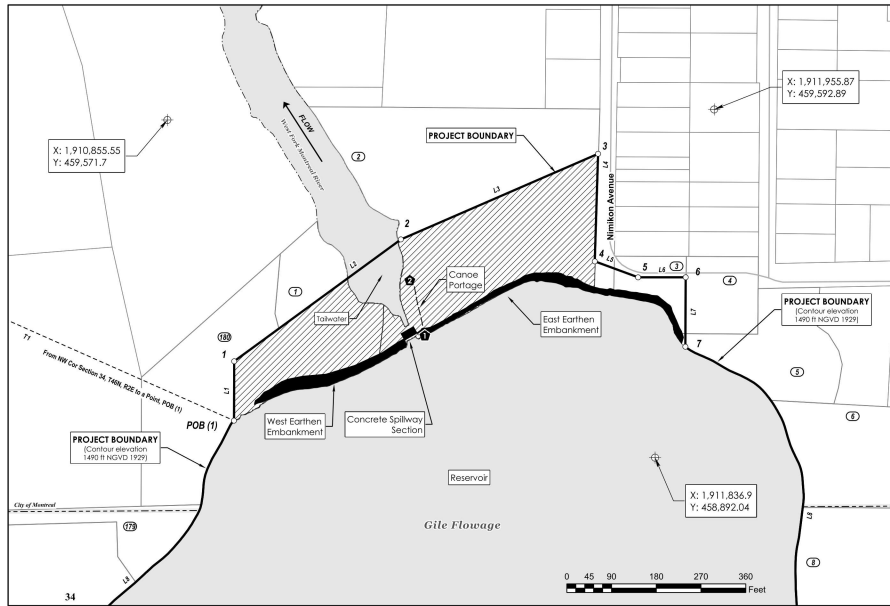 X: 1,910,855.55
Y: 459,571.7
FLOW
West Fork Montreal River
2
PROJECT BOUNDARY
X: 1,911,955.87
Y: 459,592.89
3
L4
Nimikon Avenue
L3
2
L2
1
4
L5
5
L6
3
6
4
Canoe
Portage
2
Tailwater
East Earthen
Embankment
PROJECT BOUNDARY
(Contour elevation
1490 ft NGVD 1929)
L7
7
T1
From NW Cor Section 34, T46N, R2E to a Point, POB (1)
180
1
L1
1
5
POB (1)
West Earthen
Embankment
Concrete Spillway
Section
6
PROJECT BOUNDARY
(Contour elevation
1490 ft NGVD 1929)
Reservoir
X: 1,911,836.9
Y: 458,892.04
City of Montreal
179
Gile Flowage
L8
L8
8
34
0 45 90 180 270 360
Feet